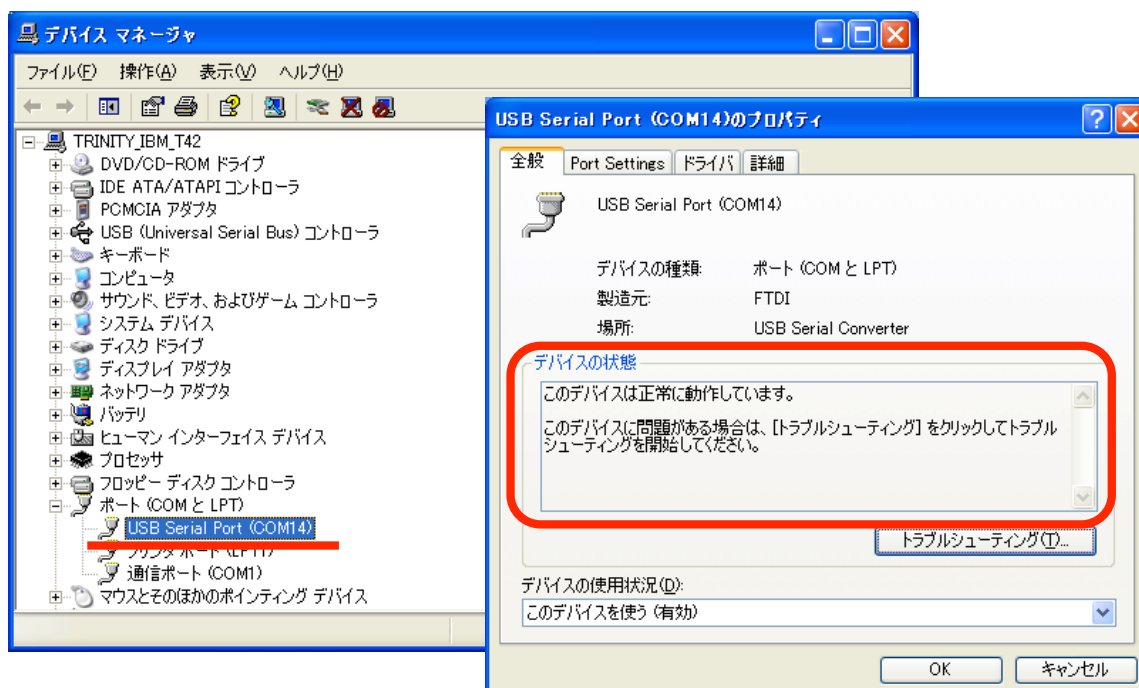 デバイス マネージャ
ファイル(F) 操作(A) 表示(V) ヘルプ(H)
TRINITY_IBM_T42
DVD/CD-ROM ドライブ
IDE ATA/ATAPI コントローラ
PCMCIA アダプタ
USB (Universal Serial Bus) コントローラ
キーボード
コンピュータ
サウンド、ビデオ、およびゲーム コントローラ
システム デバイス
ディスク ドライブ
ディスプレイ アダプタ
ネットワーク アダプタ
バッテリ
ヒューマン インターフェイス デバイス
プロセッサ
フロッピー ディスク コントローラ
ポート (COM と LPT)
USB Serial Port (COM14)
プリンタ ポート (LPT1)
通信ポート (COM1)
マウスとそのほかのポインティング デバイス
USB Serial Port (COM14)のプロパティ
全般 Port Settings ドライバ 詳細
USB Serial Port (COM14)
デバイスの種類: ポート (COM と LPT)
製造元: FTDI
場所: USB Serial Converter
デバイスの状態
このデバイスは正常に動作しています。
このデバイスに問題がある場合は、[トラブルシューティング] をクリックしてトラブル
シューティングを開始してください。
トラブルシューティング(T)...
デバイスの使用状況(D):
このデバイスを使う (有効)
OK キャンセル